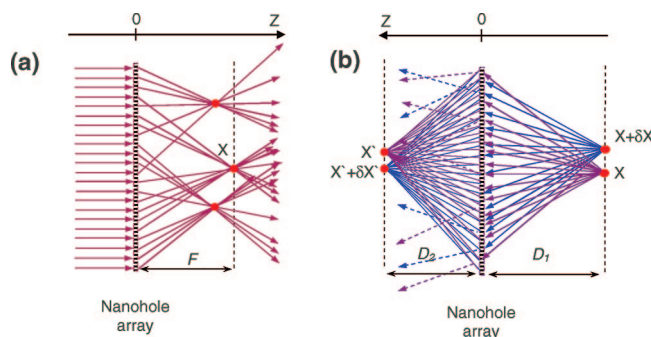 0 Z
(a)
X
F
Nanohole
array
Z 0
(b)
X+δX
X`
X
X`+δX`
D2 D1
Nanohole
array